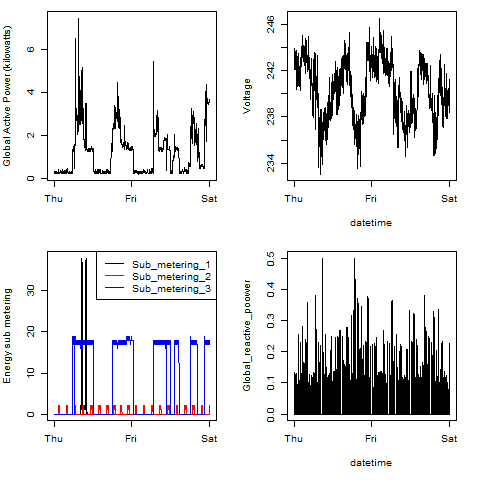 Global Active Power (kilowatts)
6
4
2
0
Thu
Fri
Sat
Voltage
246
242
238
234
Thu
Fri
Sat
datetime
Energy sub metering
30
20
10
0
Sub_metering_1
Sub_metering_2
Sub_metering_3
Thu
Fri
Sat
Global_reactive_poower
0.5
0.4
0.3
0.2
0.1
0.0
Thu
Fri
Sat
datetime